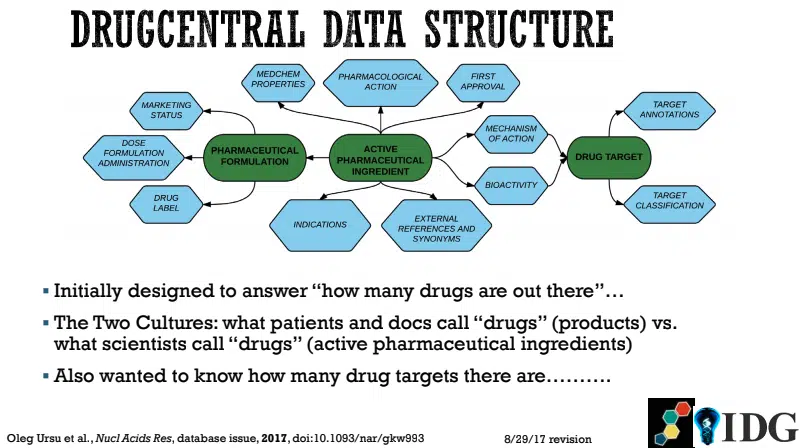 DRUGCENTRAL DATA STRUCTURE
MEDCHEM
PROPERTIES
PHARMACOLOGICAL
ACTION
FIRST
APPROVAL
MARKETING
STATUS
TARGET
ANNOTATIONS
MECHANISM
OF ACTION
DOSE
FORMULATION
ADMINISTRATION
PHARMACEUTICAL
FORMULATION
ACTIVE
PHARMACEUTICAL
INGREDIENT
DRUG TARGET
BIOACTIVITY
DRUG
LABEL
TARGET
CLASSIFICATION
INDICATIONS
EXTERNAL
REFERENCES AND
SYNONYMS
▪ Initially designed to answer “how many drugs are out there”…
▪ The Two Cultures: what patients and docs call “drugs” (products) vs.
what scientists call “drugs” (active pharmaceutical ingredients)
▪ Also wanted to know how many drug targets there are……….
Oleg Ursu et al., Nucl Acids Res, database issue, 2017, doi:10.1093/nar/gkw993
8/29/17 revision
IDG